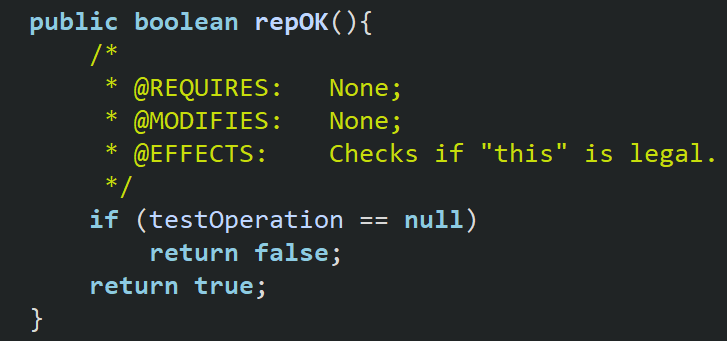 public boolean repOK(){
    /*
     * @REQUIRES:   None;
     * @MODIFIES:   None;
     * @EFFECTS:    Checks if "this" is legal.
     */
    if (testOperation == null)
        return false;
    return true;
}